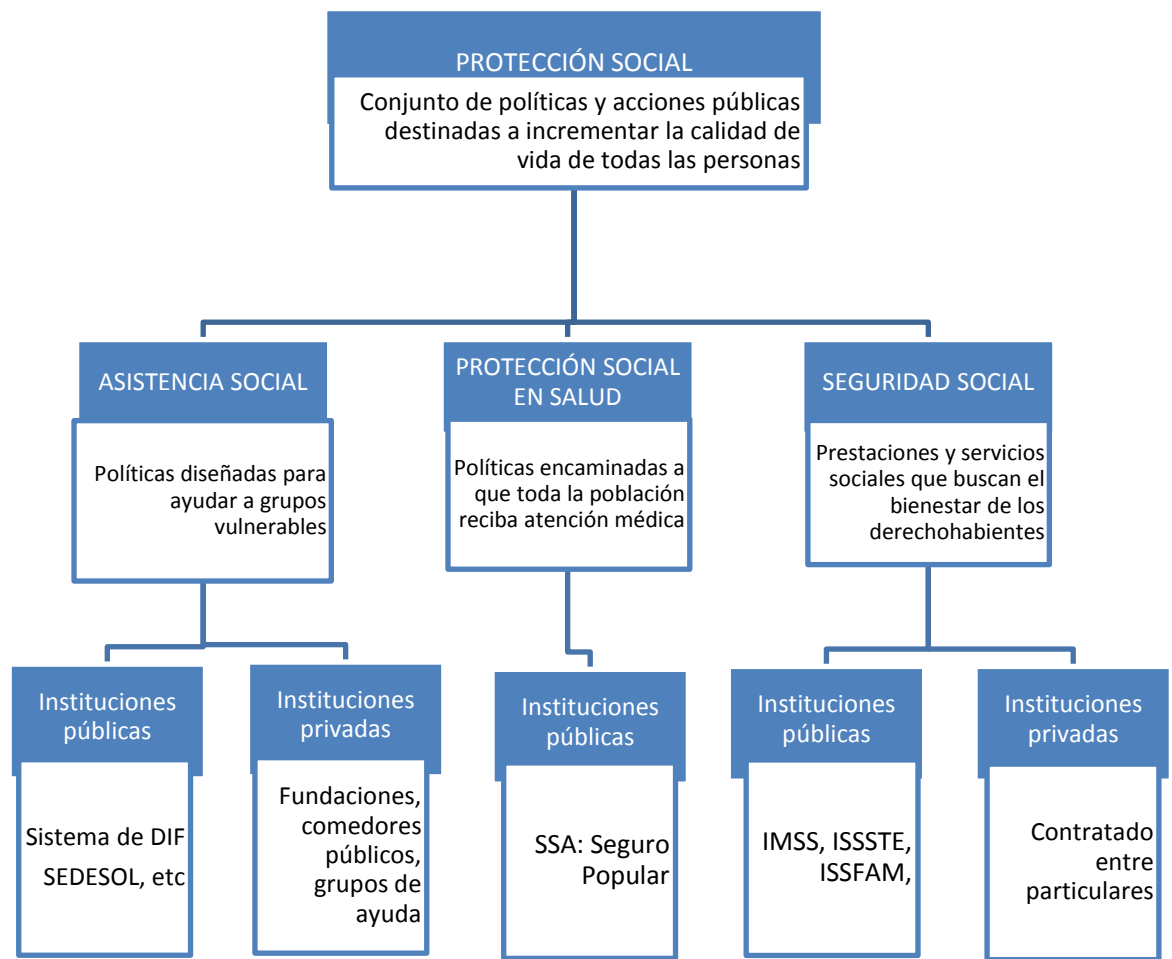 PROTECCIÓN SOCIAL
Conjunto de políticas y acciones públicas
destinadas a incrementar la calidad de
vida de todas las personas
ASISTENCIA SOCIAL
Políticas diseñadas para
ayudar a grupos
vulnerables
PROTECCIÓN SOCIAL
EN SALUD
Políticas encaminadas a
que toda la población
reciba atención médica
SEGURIDAD SOCIAL
Prestaciones y servicios
sociales que buscan el
bienestar de los
derechohabientes
Instituciones
públicas
Sistema de DIF
SEDESOL, etc
Instituciones
privadas
Fundaciones,
comedores
públicos,
grupos de
ayuda
Instituciones
públicas
SSA: Seguro
Popular
Instituciones
públicas
IMSS, ISSSTE,
ISSFAM,
Instituciones
privadas
Contratado
entre
particulares